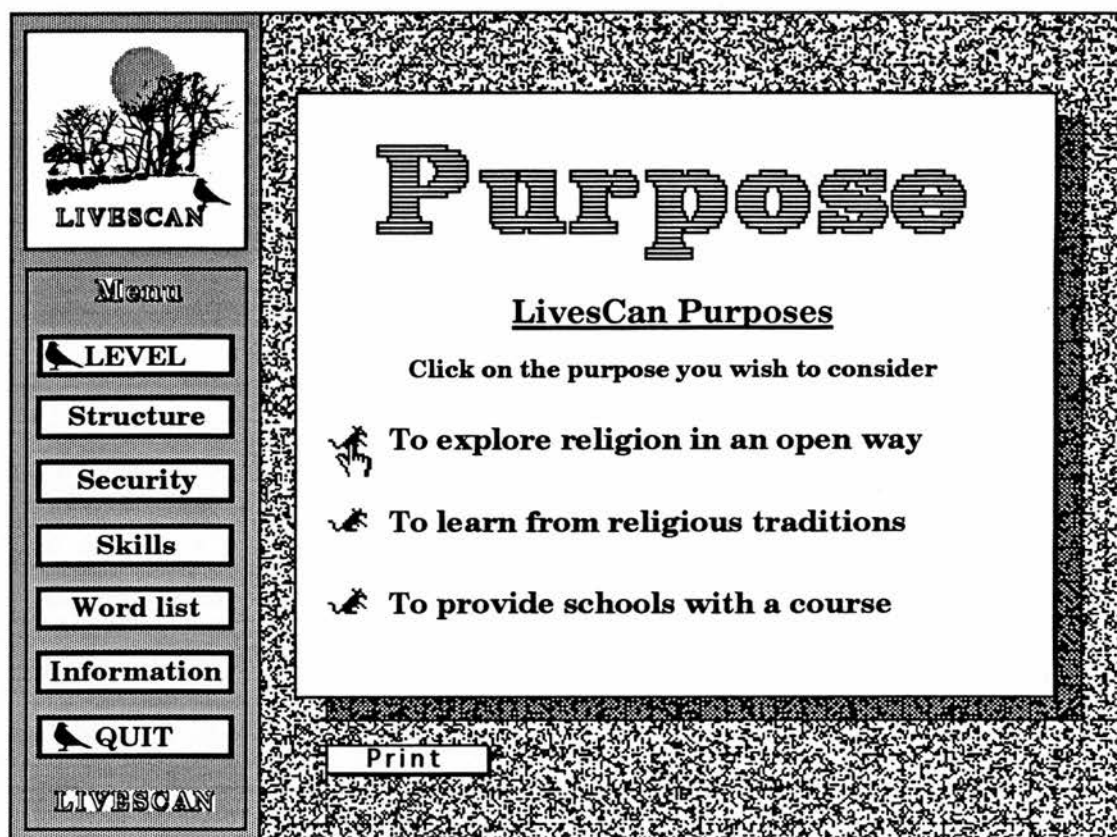 LIVESCAN
Menu
LEVEL
Structure
Security
Skills
Word list
Information
QUIT
LIVESCAN
Purpose
LivesCan Purposes
Click on the purpose you wish to consider
To explore religion in an open way
To learn from religious traditions
To provide schools with a course
Print